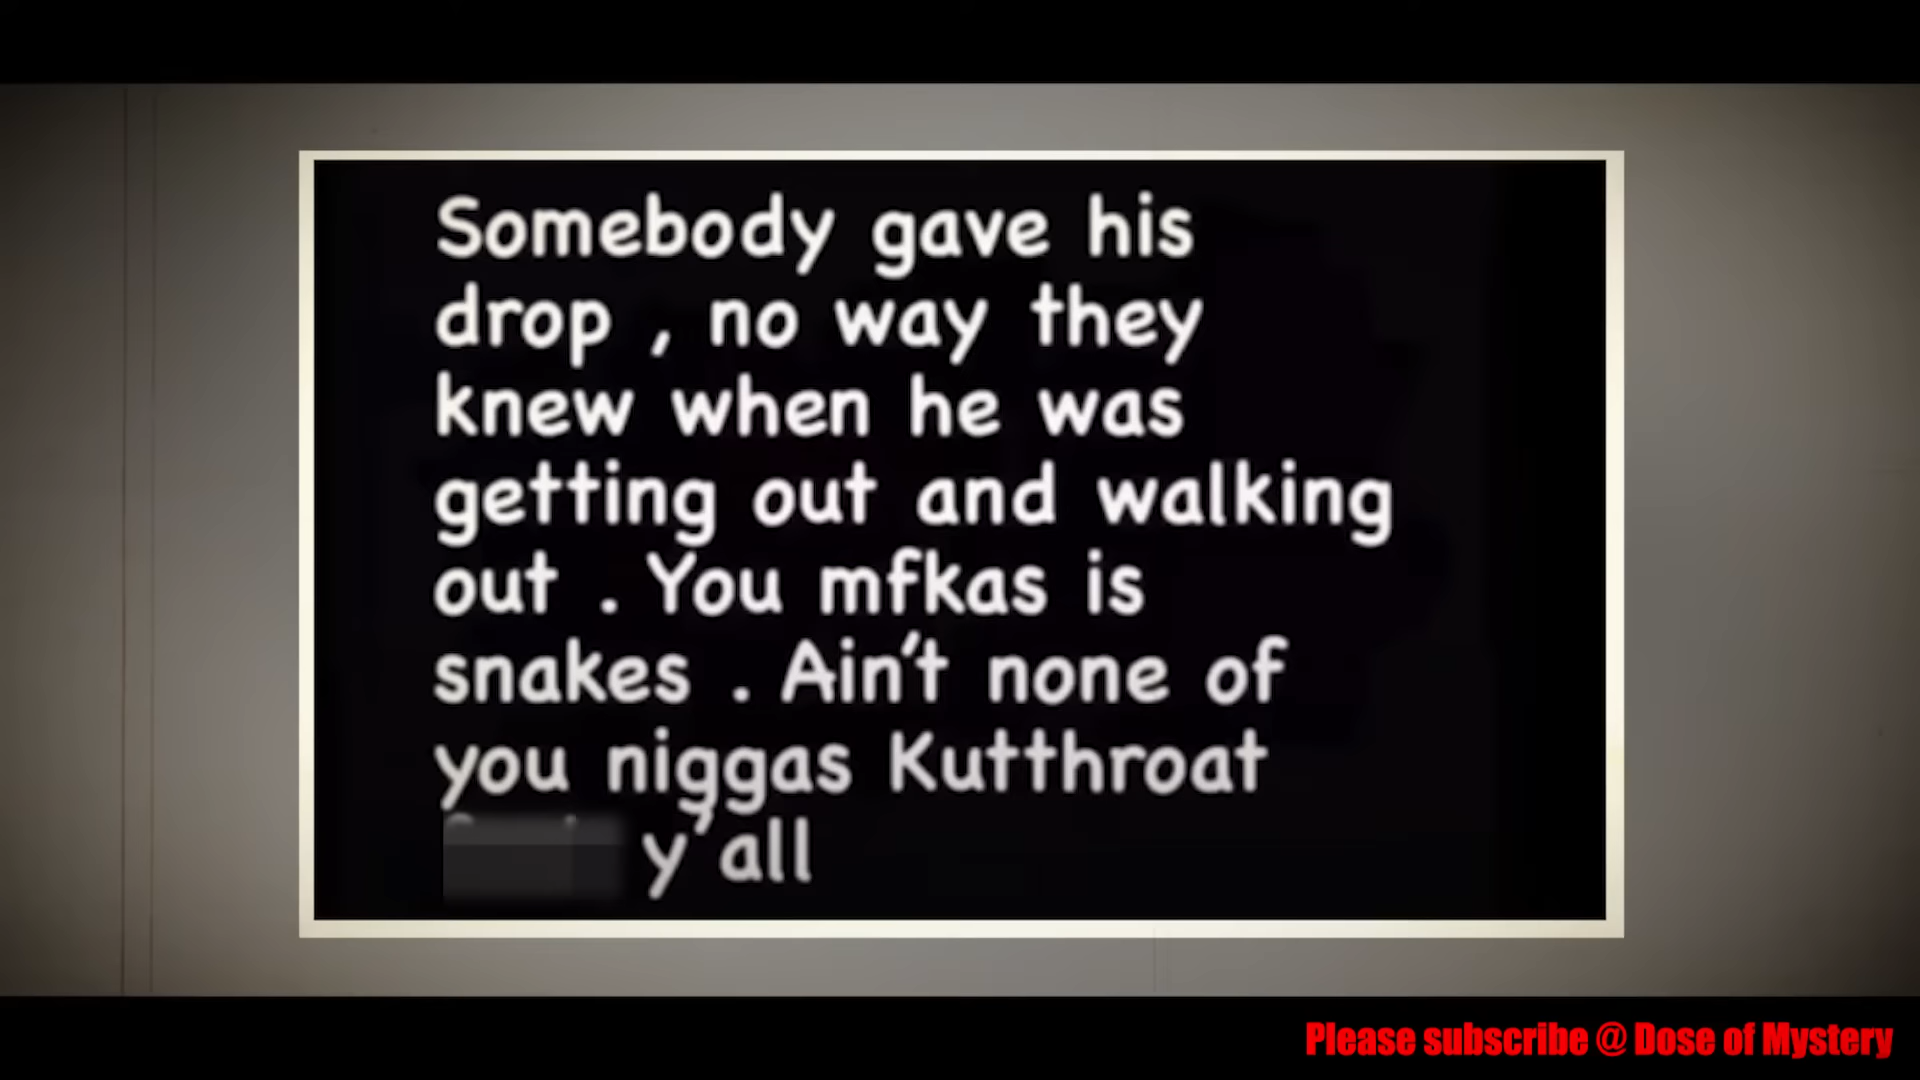 Somebody gave his
drop , no way they
knew when he was
getting out and walking
out . You mfkas is
snakes . Ain't none of
you niggas Kutthroat
y'all
Please subscribe @ Dose of Mystery